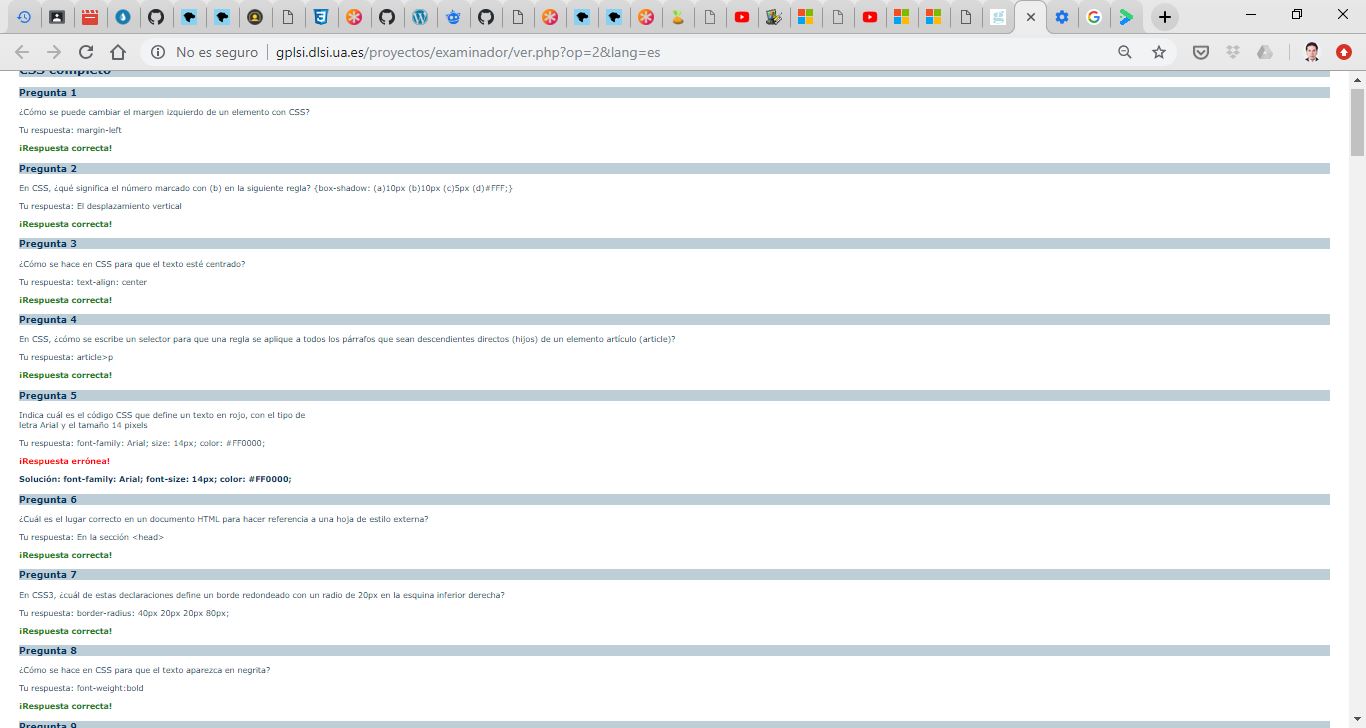 No es seguro
gplsi.dlsi.ua.es/proyectos/examinador/ver.php?op=2&lang=es
CSS completo
Pregunta 1
¿Cómo se puede cambiar el margen izquierdo de un elemento con CSS?
Tu respuesta: margin-left
¡Respuesta correcta!
Pregunta 2
En CSS, ¿qué significa el número marcado con (b) en la siguiente regla? {box-shadow: (a)10px (b)10px (c)5px (d)#FFF;}
Tu respuesta: El desplazamiento vertical
¡Respuesta correcta!
Pregunta 3
¿Cómo se hace en CSS para que el texto esté centrado?
Tu respuesta: text-align: center
¡Respuesta correcta!
Pregunta 4
En CSS, ¿cómo se escribe un selector para que una regla se aplique a todos los párrafos que sean descendientes directos (hijos) de un elemento artículo (article)?
Tu respuesta: article>p
¡Respuesta correcta!
Pregunta 5
Indica cuál es el código CSS que define un texto en rojo, con el tipo de
letra Arial y el tamaño 14 pixels
Tu respuesta: font-family: Arial; size: 14px; color: #FF0000;
¡Respuesta errónea!
Solución: font-family: Arial; font-size: 14px; color: #FF0000;
Pregunta 6
¿Cuál es el lugar correcto en un documento HTML para hacer referencia a una hoja de estilo externa?
Tu respuesta: En la sección <head>
¡Respuesta correcta!
Pregunta 7
En CSS3, ¿cuál de estas declaraciones define un borde redondeado con un radio de 20px en la esquina inferior derecha?
Tu respuesta: border-radius: 40px 20px 20px 80px;
¡Respuesta correcta!
Pregunta 8
¿Cómo se hace en CSS para que el texto aparezca en negrita?
Tu respuesta: font-weight:bold
¡Respuesta correcta!
Pregunta 9